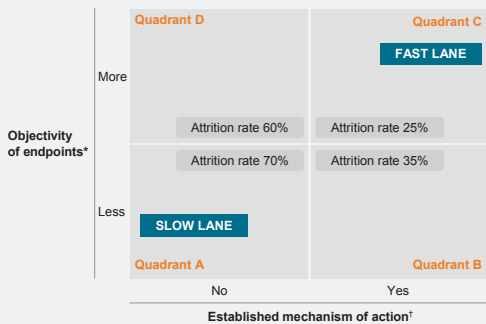 Quadrant D
Quadrant C
FAST LANE
More
Attrition rate 60%
Attrition rate 25%
Objectivity
of endpoints*
Attrition rate 70%
Attrition rate 35%
Less
SLOW LANE
Quadrant A
Quadrant B
No
Yes
Established mechanism of action†